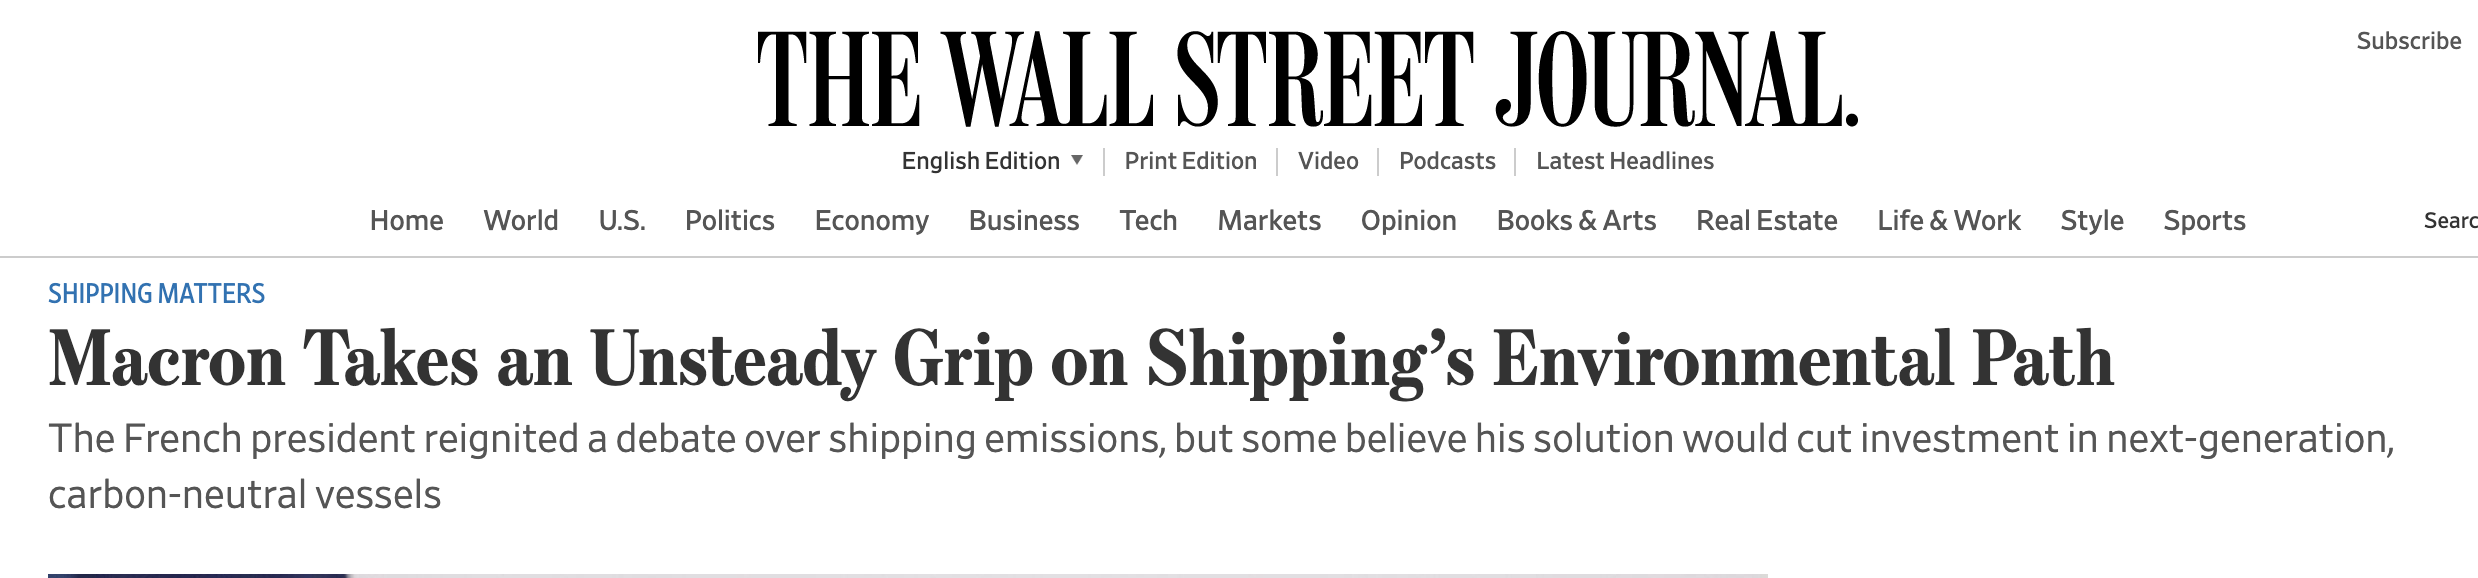 THE WALL STREET JOURNAL.
Subscribe
English Edition ▼ | Print Edition | Video | Podcasts | Latest Headlines
Home World U.S. Politics Economy Business Tech Markets Opinion Books & Arts Real Estate Life & Work Style Sports Searc
SHIPPING MATTERS
Macron Takes an Unsteady Grip on Shipping’s Environmental Path
The French president reignited a debate over shipping emissions, but some believe his solution would cut investment in next-generation,
carbon-neutral vessels